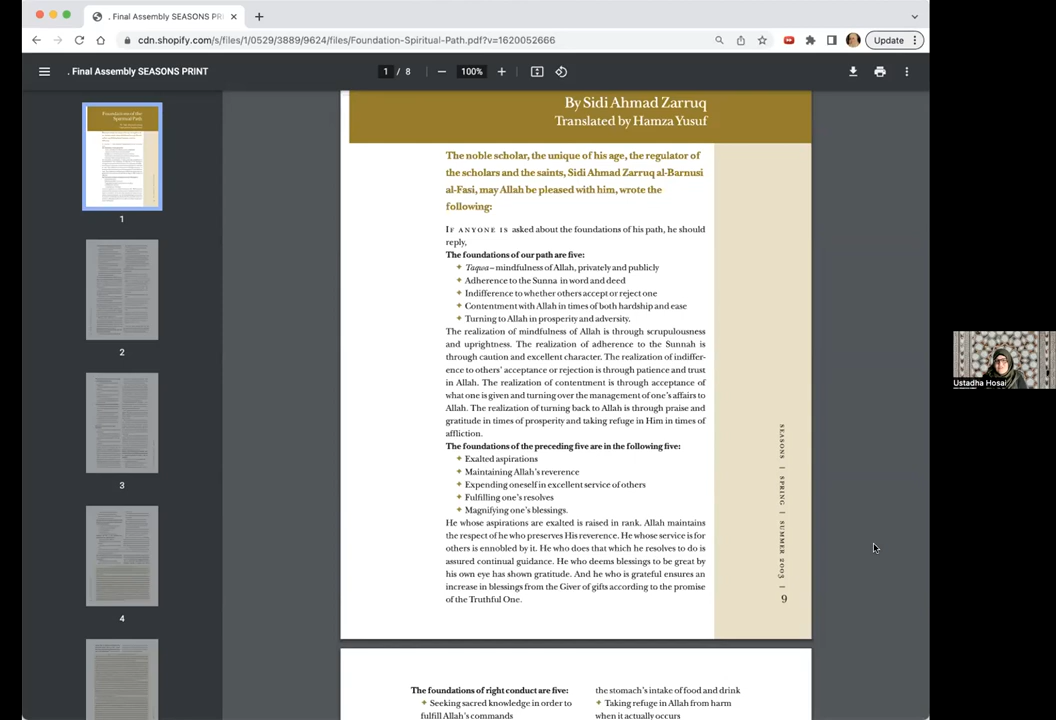 . Final Assembly SEASONS PRI
cdn.shopify.com/s/files/1/0529/3889/9624/files/Foundation-Spiritual-Path.pdf?v=1620052666
Update
. Final Assembly SEASONS PRINT
1 / 8
100%
Foundations of the
Spiritual Path
1
2
3
4
By Sidi Ahmad Zarruq
Translated by Hamza Yusuf
The noble scholar, the unique of his age, the regulator of
the scholars and the saints, Sidi Ahmad Zarruq al-Barnusi
al-Fasi, may Allah be pleased with him, wrote the
following:
IF ANYONE IS asked about the foundations of his path, he should
reply,
The foundations of our path are five:
Taqwa–mindfulness of Allah, privately and publicly
Adherence to the Sunna in word and deed
Indifference to whether others accept or reject one
Contentment with Allah in times of both hardship and ease
Turning to Allah in prosperity and adversity.
The realization of mindfulness of Allah is through scrupulousness
and uprightness. The realization of adherence to the Sunnah is
through caution and excellent character. The realization of indiffer-
ence to others' acceptance or rejection is through patience and trust
in Allah. The realization of contentment is through acceptance of
what one is given and turning over the management of one's affairs to
Allah. The realization of turning back to Allah is through praise and
gratitude in times of prosperity and taking refuge in Him in times of
affliction.
The foundations of the preceding five are in the following five:
Exalted aspirations
Maintaining Allah's reverence
Expending oneself in excellent service of others
Fulfilling one's resolves
Magnifying one's blessings.
He whose aspirations are exalted is raised in rank. Allah maintains
the respect of he who preserves His reverence. He whose service is for
others is ennobled by it. He who does that which he resolves to do is
assured continual guidance. He who deems blessings to be great by
his own eye has shown gratitude. And he who is grateful ensures an
increase in blessings from the Giver of gifts according to the promise
of the Truthful One.
SEASONS | SPRING | SUMMER 2003 |
9
The foundations of right conduct are five:
Seeking sacred knowledge in order to
fulfill Allah's commands
the stomach's intake of food and drink
Taking refuge in Allah from harm
when it actually occurs
Ustadha Hosai